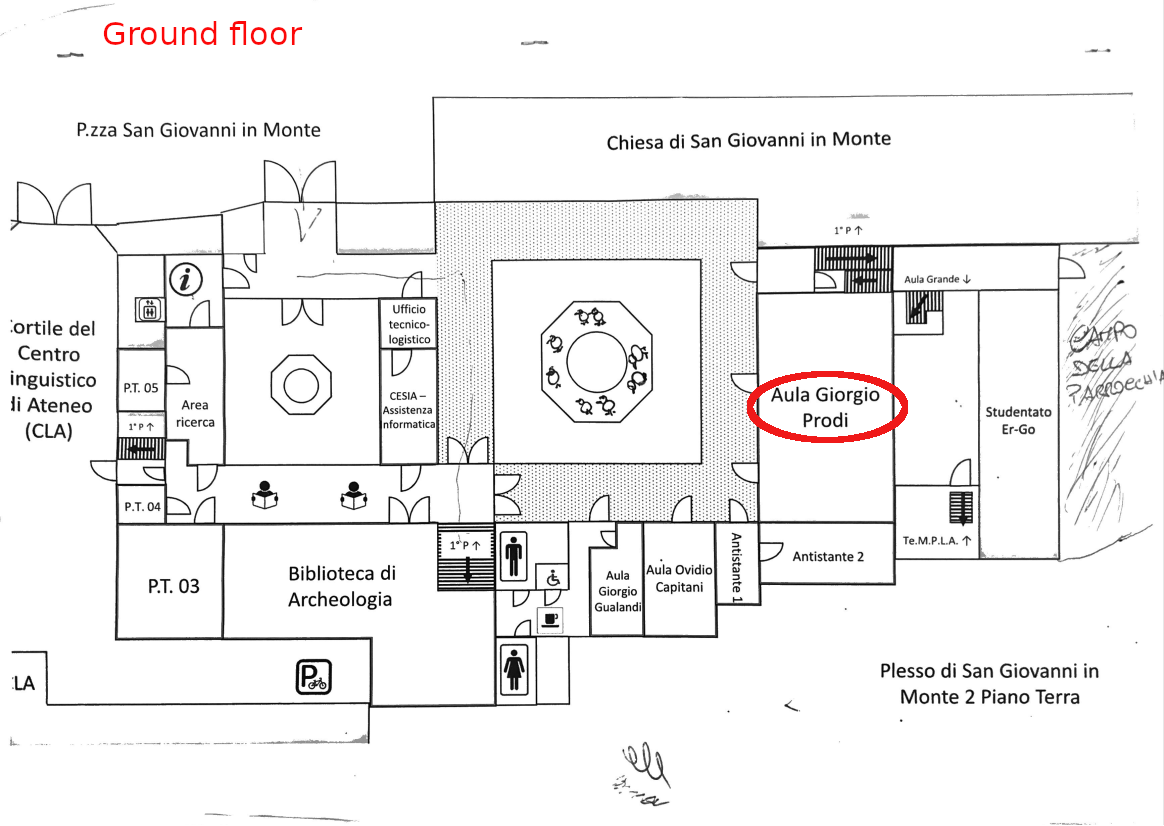 Ground floor
P.zza San Giovanni in Monte
Chiesa di San Giovanni in Monte
1° P ↑
Aula Grande ↓
i
Ufficio
tecnico-
logistico
Cortile del
Centro
inguistico
di Ateneo
(CLA)
P.T. 05
1° P ↑
Area
ricerca
CESIA –
Assistenza
Informatica
Aula Giorgio
Prodi
Studentato
Er-Go
CAMPO
DELLA
PARROCCHIA
P.T. 04
1° P ↑
Te.M.P.L.A. ↑
P.T. 03
Biblioteca di
Archeologia
Aula
Giorgio
Gualandi
Aula Ovidio
Capitani
Antistante 1
Antistante 2
P
LA
Plesso di San Giovanni in
Monte 2 Piano Terra